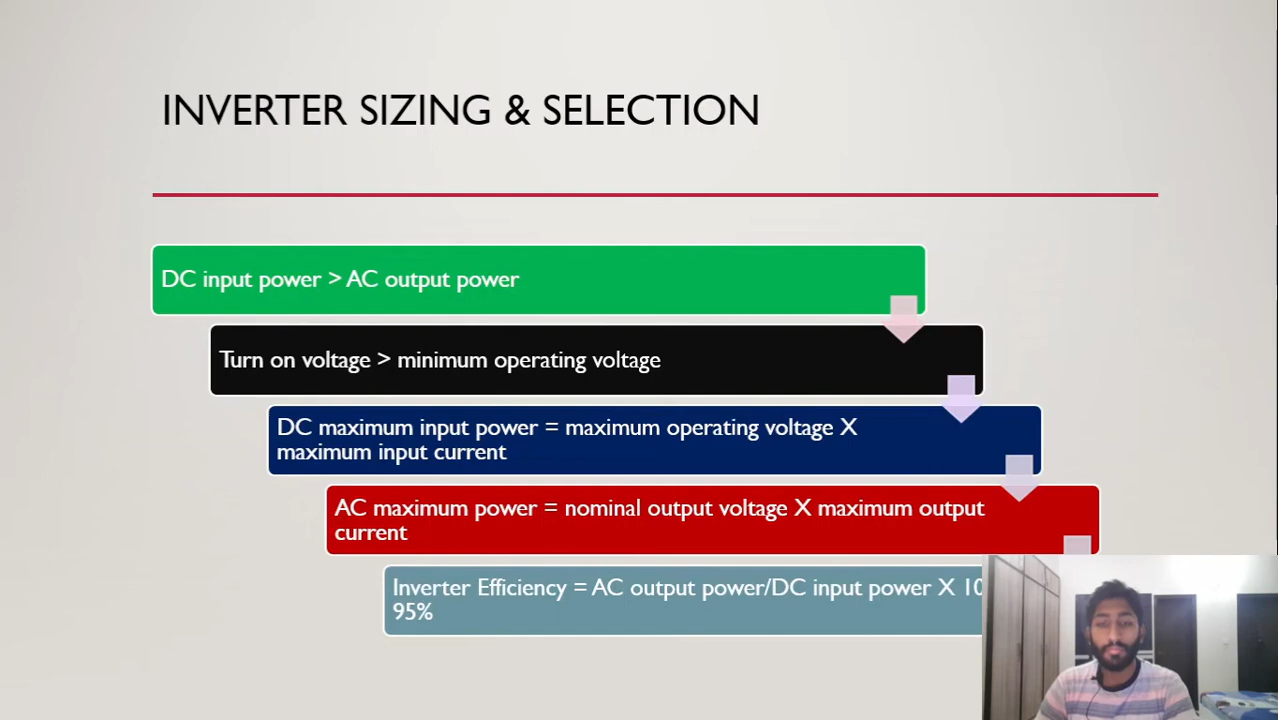 INVERTER SIZING & SELECTION
DC input power > AC output power
Turn on voltage > minimum operating voltage
DC maximum input power = maximum operating voltage X
maximum input current
AC maximum power = nominal output voltage X maximum output
current
Inverter Efficiency = AC output power/DC input power X 10
95%